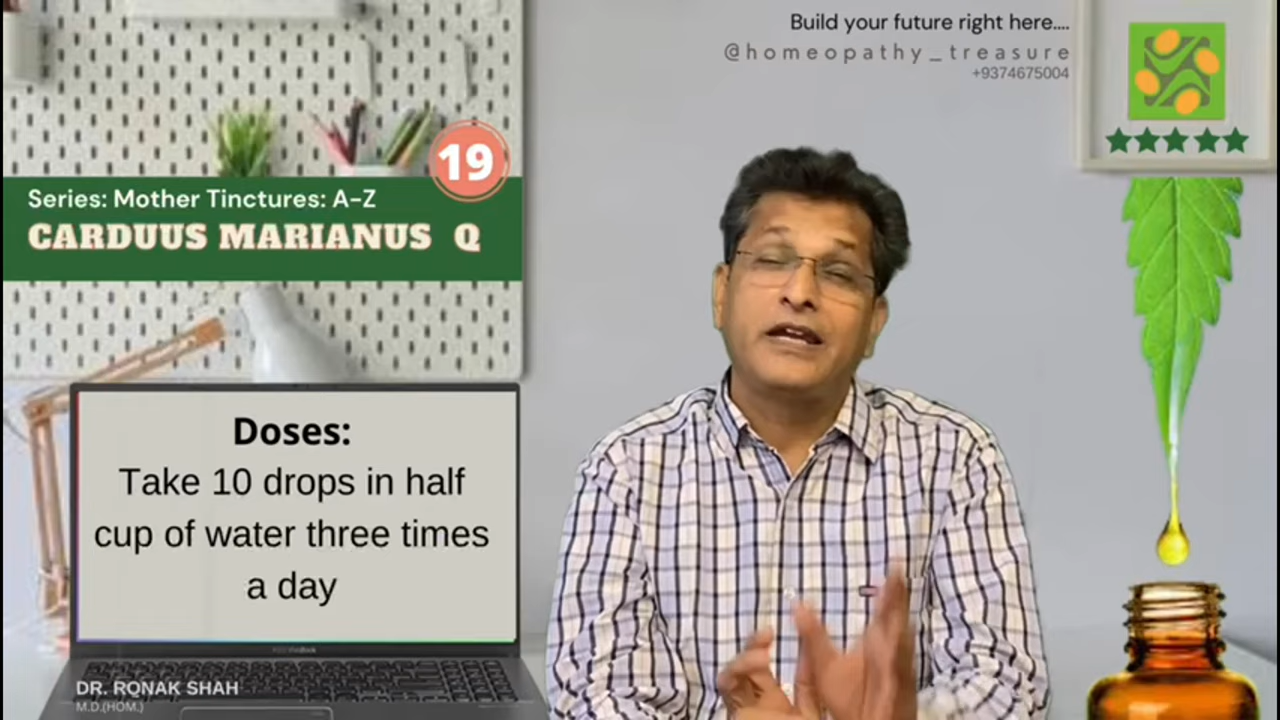 Build your future right here....
@homeopathy_treasure
+9374675004
19
Series: Mother Tinctures: A-Z
CARDUUS MARIANUS Q
Doses:
Take 10 drops in half
cup of water three times
a day
DR. RONAK SHAH
M.D.(HOM.)